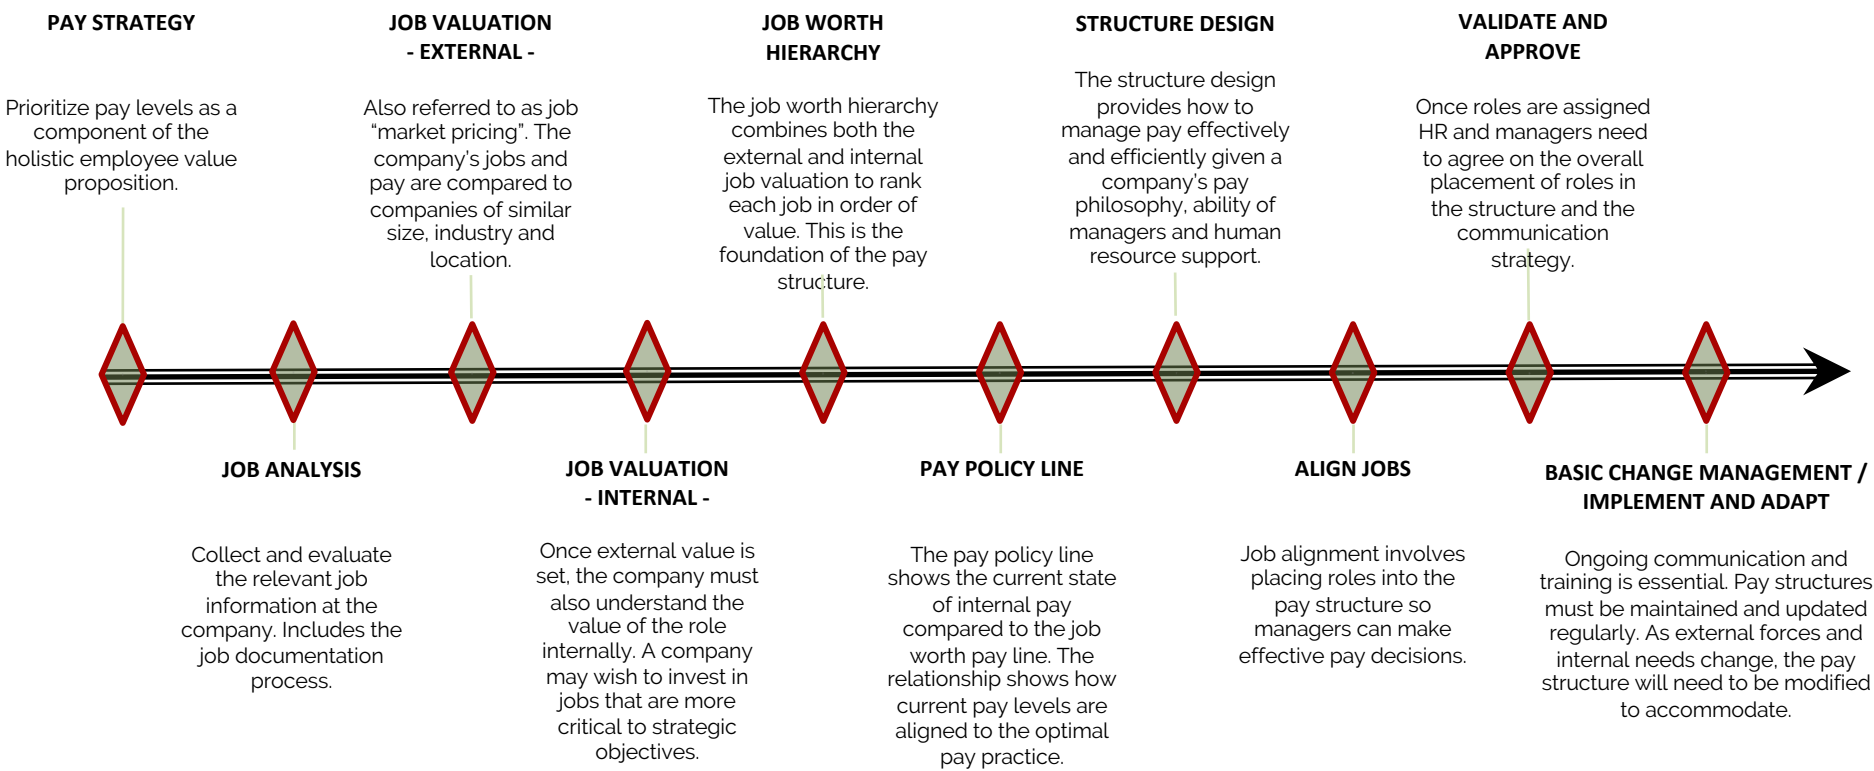 PAY STRATEGY
Prioritize pay levels as a
component of the
holistic employee value
proposition.
JOB ANALYSIS
Collect and evaluate
the relevant job
information at the
company. Includes the
job documentation
process.
JOB VALUATION
- EXTERNAL -
Also referred to as job
“market pricing”. The
company’s jobs and
pay are compared to
companies of similar
size, industry and
location.
JOB VALUATION
- INTERNAL -
Once external value is
set, the company must
also understand the
value of the role
internally. A company
may wish to invest in
jobs that are more
critical to strategic
objectives.
JOB WORTH
HIERARCHY
The job worth hierarchy
combines both the
external and internal
job valuation to rank
each job in order of
value. This is the
foundation of the pay
structure.
PAY POLICY LINE
The pay policy line
shows the current state
of internal pay
compared to the job
worth pay line. The
relationship shows how
current pay levels are
aligned to the optimal
pay practice.
STRUCTURE DESIGN
The structure design
provides how to
manage pay effectively
and efficiently given a
company’s pay
philosophy, ability of
managers and human
resource support.
ALIGN JOBS
Job alignment involves
placing roles into the
pay structure so
managers can make
effective pay decisions.
VALIDATE AND
APPROVE
Once roles are assigned
HR and managers need
to agree on the overall
placement of roles in
the structure and the
communication
strategy.
BASIC CHANGE MANAGEMENT /
IMPLEMENT AND ADAPT
Ongoing communication and
training is essential. Pay structures
must be maintained and updated
regularly. As external forces and
internal needs change, the pay
structure will need to be modified
to accommodate.